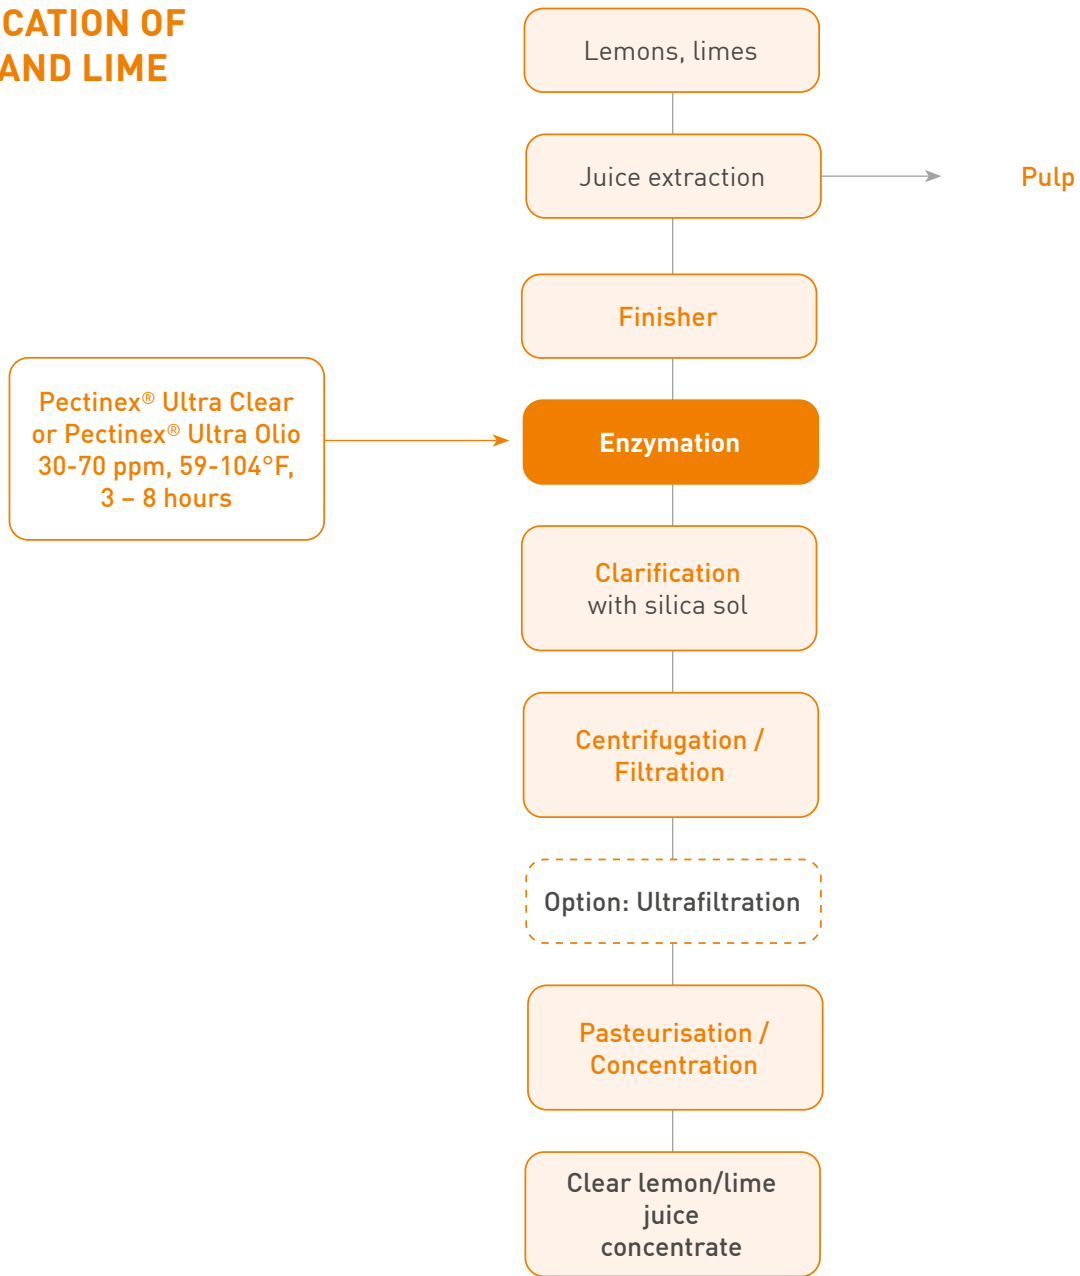 CATION OF
AND LIME
Lemons, limes
Juice extraction
Pulp
Finisher
Pectinex® Ultra Clear
or Pectinex® Ultra Olio
30-70 ppm, 59-104°F,
3 – 8 hours
Enzymation
Clarification
with silica sol
Centrifugation /
Filtration
Option: Ultrafiltration
Pasteurisation /
Concentration
Clear lemon/lime
juice
concentrate